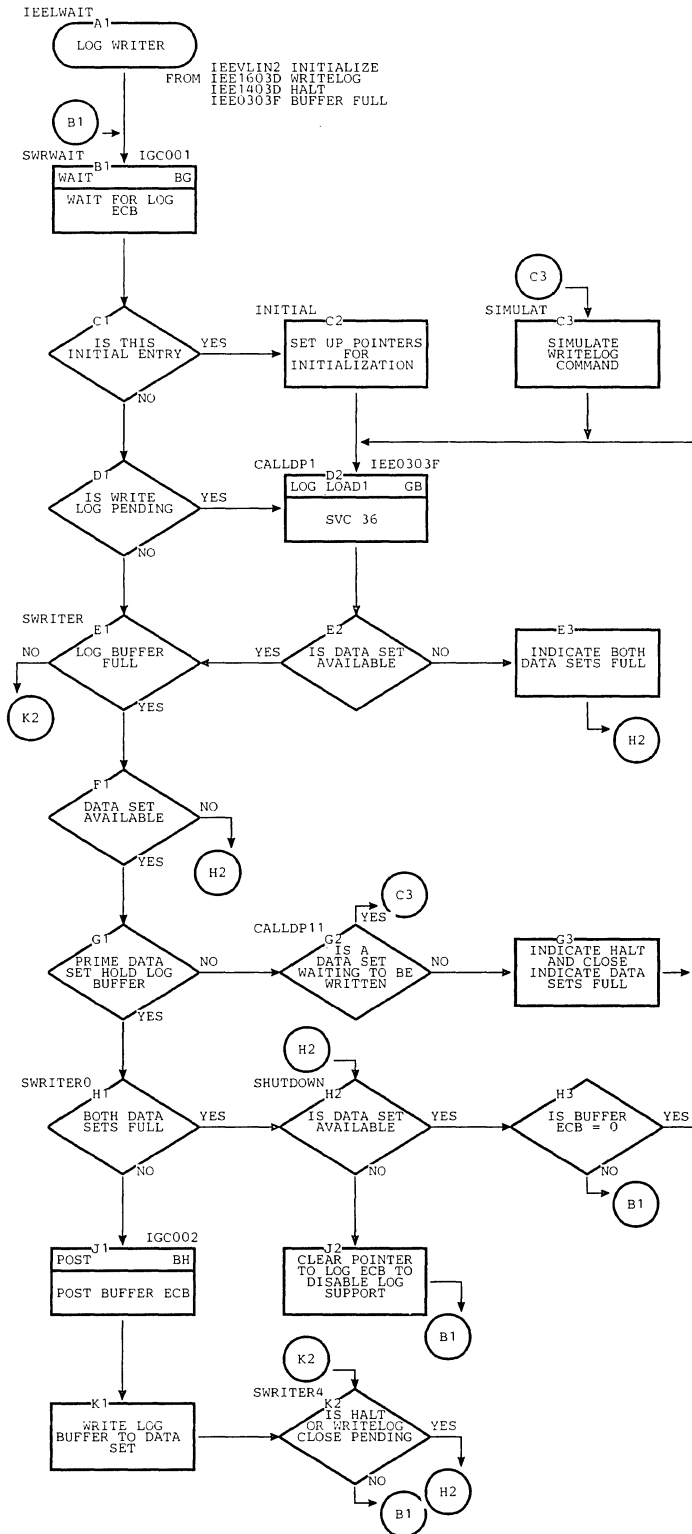 IEELWAIT
A1
LOG WRITER
IEEVLIN2 INITIALIZE
FROM IEE1603D WRITELOG
IEE1403D HALT
IEE0303F BUFFER FULL
B1
SWRWAIT
IGC001
B1
WAIT
BG
WAIT FOR LOG
ECB
C3
C1
IS THIS
INITIAL ENTRY
YES
NO
INITIAL
C2
SET UP POINTERS
FOR
INITIALIZATION
SIMULAT
C3
SIMULATE
WRITELOG
COMMAND
D1
IS WRITE
LOG PENDING
YES
NO
CALLDP1
IEE0303F
D2
LOG LOAD1
GB
SVC 36
SWRITER
E1
LOG BUFFER
FULL
NO
YES
K2
E2
IS DATA SET
AVAILABLE
YES
NO
E3
INDICATE BOTH
DATA SETS FULL
H2
F1
DATA SET
AVAILABLE
NO
YES
H2
C3
G1
PRIME DATA
SET HOLD LOG
BUFFER
NO
YES
CALLDP11
G2
YES
IS A
DATA SET
WAITING TO BE
WRITTEN
NO
G3
INDICATE HALT
AND CLOSE
INDICATE DATA
SETS FULL
H2
SWRITER0
H1
BOTH DATA
SETS FULL
YES
NO
SHUTDOWN
H2
IS DATA SET
AVAILABLE
YES
NO
H3
IS BUFFER
ECB = 0
YES
NO
B1
IGC002
J1
POST
BH
POST BUFFER ECB
J2
CLEAR POINTER
TO LOG ECB TO
DISABLE LOG
SUPPORT
B1
K2
K1
WRITE LOG
BUFFER TO DATA
SET
SWRITER4
K2
IS HALT
OR WRITELOG
CLOSE PENDING
YES
NO
H2
B1